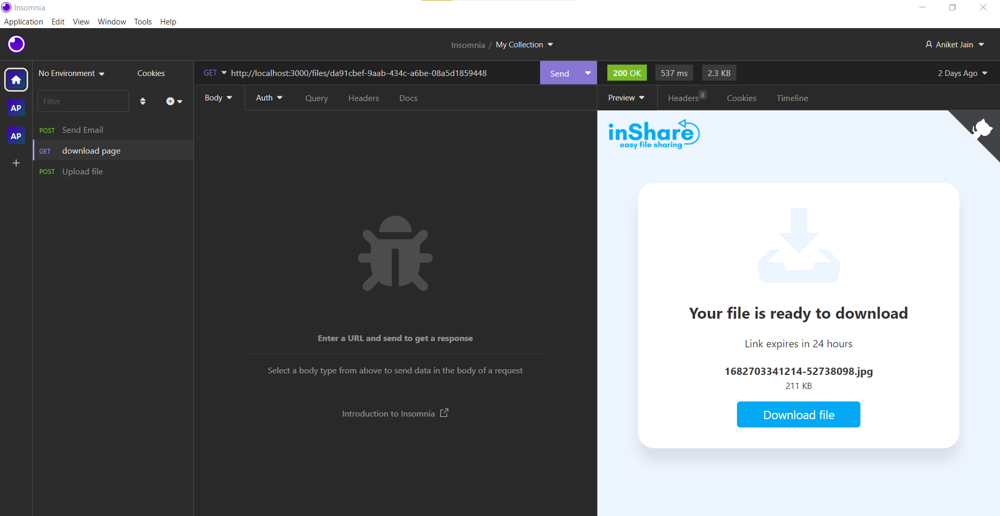 Insomnia
Application Edit View Window Tools Help
Insomnia / My Collection
Aniket Jain
No Environment Cookies
GET http://localhost:3000/files/da91cbef-9aab-434c-a6be-08a5d1859448
Send
200 OK 537 ms 2.3 KB
2 Days Ago
Filter
Body Auth Query Headers Docs
Preview Headers 8 Cookies Timeline
AP
AP
POST Send Email
GET download page
POST Upload file
Enter a URL and send to get a response
Select a body type from above to send data in the body of a request
Introduction to Insomnia
inShare
easy file sharing
Your file is ready to download
Link expires in 24 hours
1682703341214-52738098.jpg
211 KB
Download file